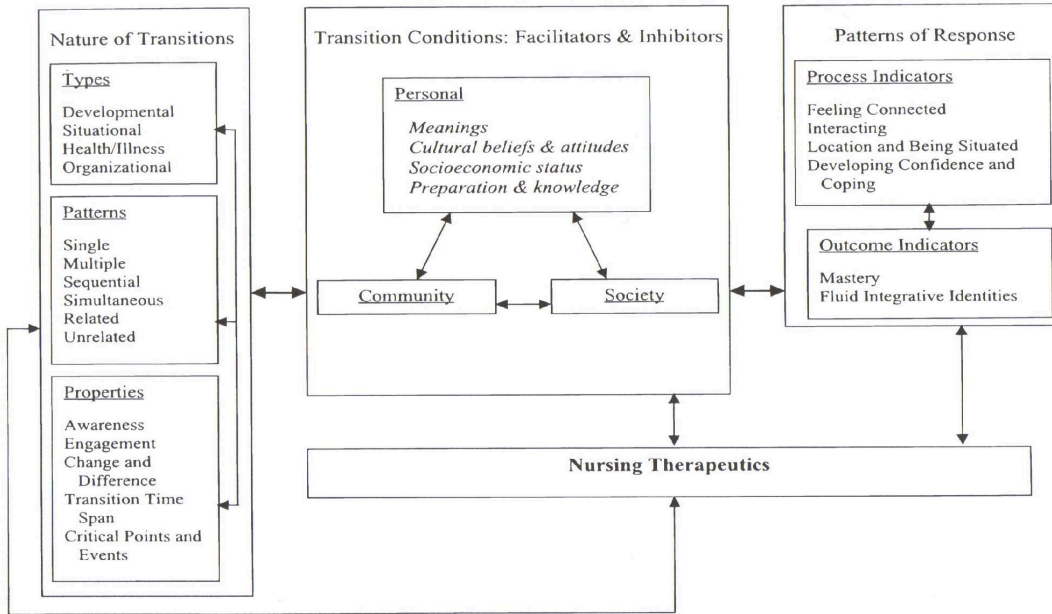 Nature of Transitions
Types
Developmental
Situational
Health/Illness
Organizational
Patterns
Single
Multiple
Sequential
Simultaneous
Related
Unrelated
Properties
Awareness
Engagement
Change and
Difference
Transition Time
Span
Critical Points and
Events
Transition Conditions: Facilitators & Inhibitors
Personal
Meanings
Cultural beliefs & attitudes
Socioeconomic status
Preparation & knowledge
Community
Society
Patterns of Response
Process Indicators
Feeling Connected
Interacting
Location and Being Situated
Developing Confidence and
Coping
Outcome Indicators
Mastery
Fluid Integrative Identities
Nursing Therapeutics